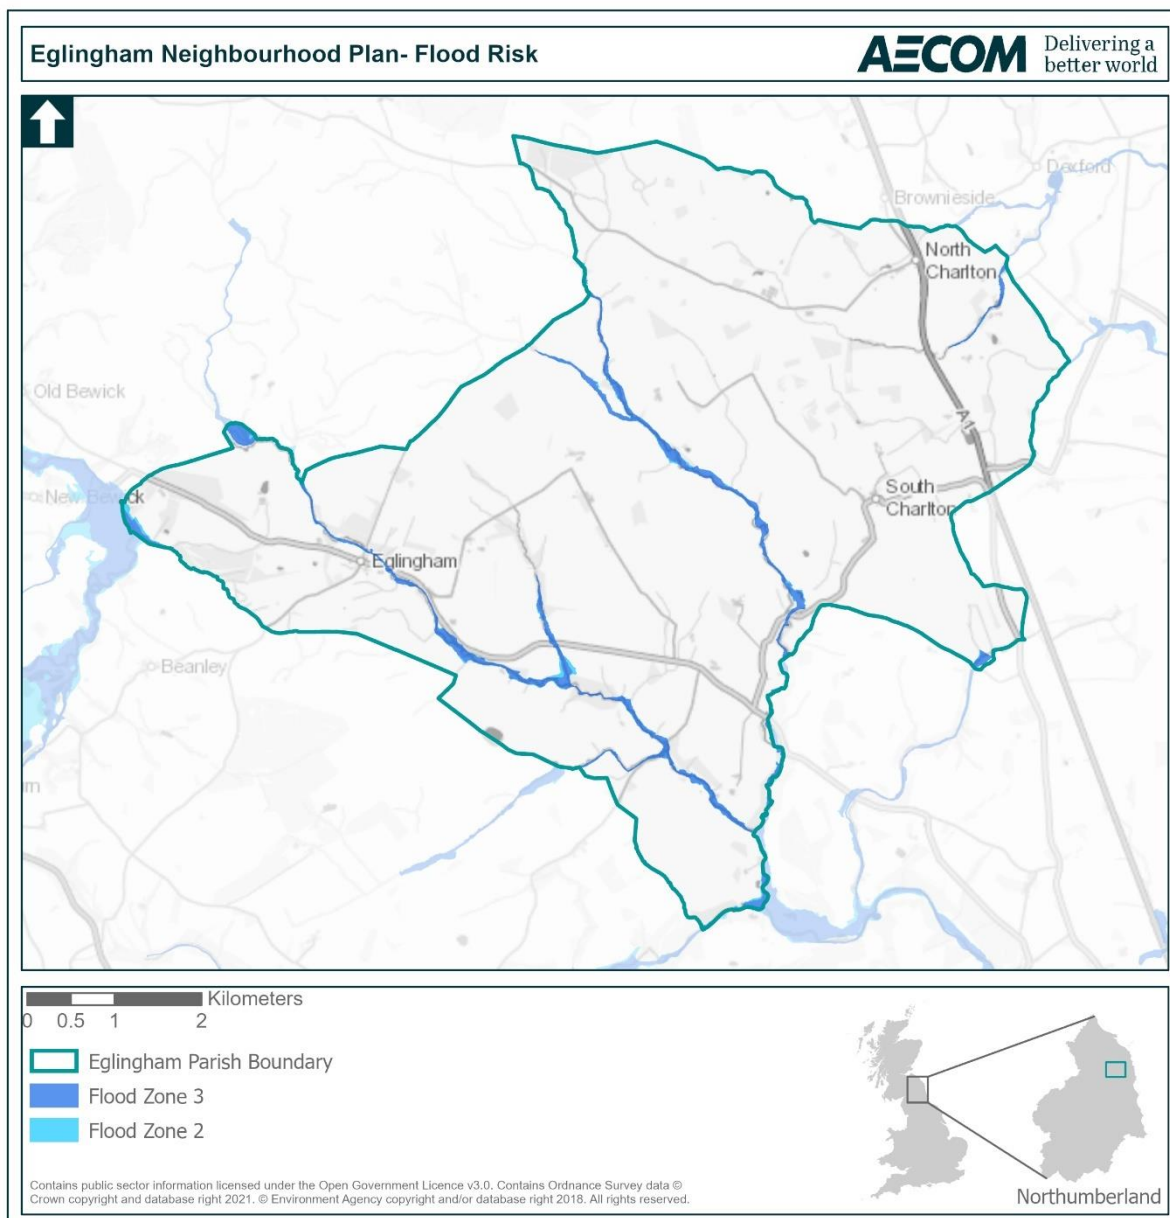 Eglingham Neighbourhood Plan- Flood Risk
AECOM
Delivering a
better world
Doxford
Brownieside
North
Charlton
Old Bewick
A1
New Bewick
South
Charlton
Eglingham
Beanley
Kilometers
0 0.5 1 2
Eglingham Parish Boundary
Flood Zone 3
Flood Zone 2
Contains public sector information licensed under the Open Government Licence v3.0. Contains Ordnance Survey data ©
Crown copyright and database right 2021. © Environment Agency copyright and/or database right 2018. All rights reserved.
Northumberland